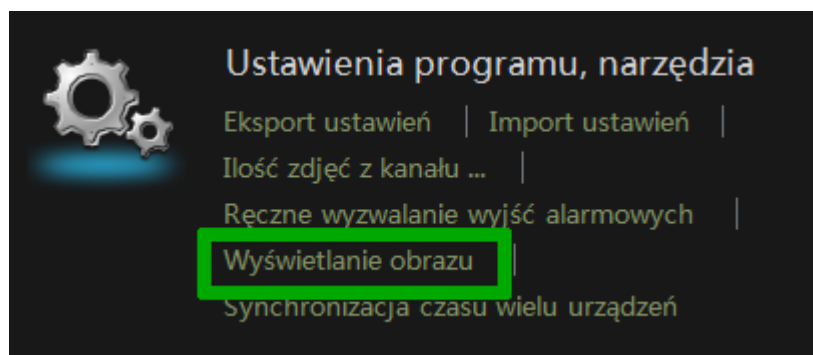 Ustawienia programu, narzędzia
Eksport ustawień | Import ustawień |
Ilość zdjęć z kanału ... |
Ręczne wyzwalanie wyjść alarmowych |
Wyświetlanie obrazu |
Synchronizacja czasu wielu urządzeń